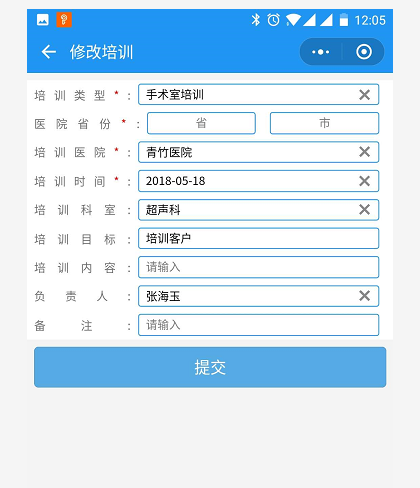 12:05
修改培训
培训类型*: 手术室培训
医院省份*: 省 市
培训医院*: 青竹医院
培训时间*: 2018-05-18
培训科室: 超声科
培训目标: 培训客户
培训内容: 请输入
负责人: 张海玉
备注: 请输入
提交